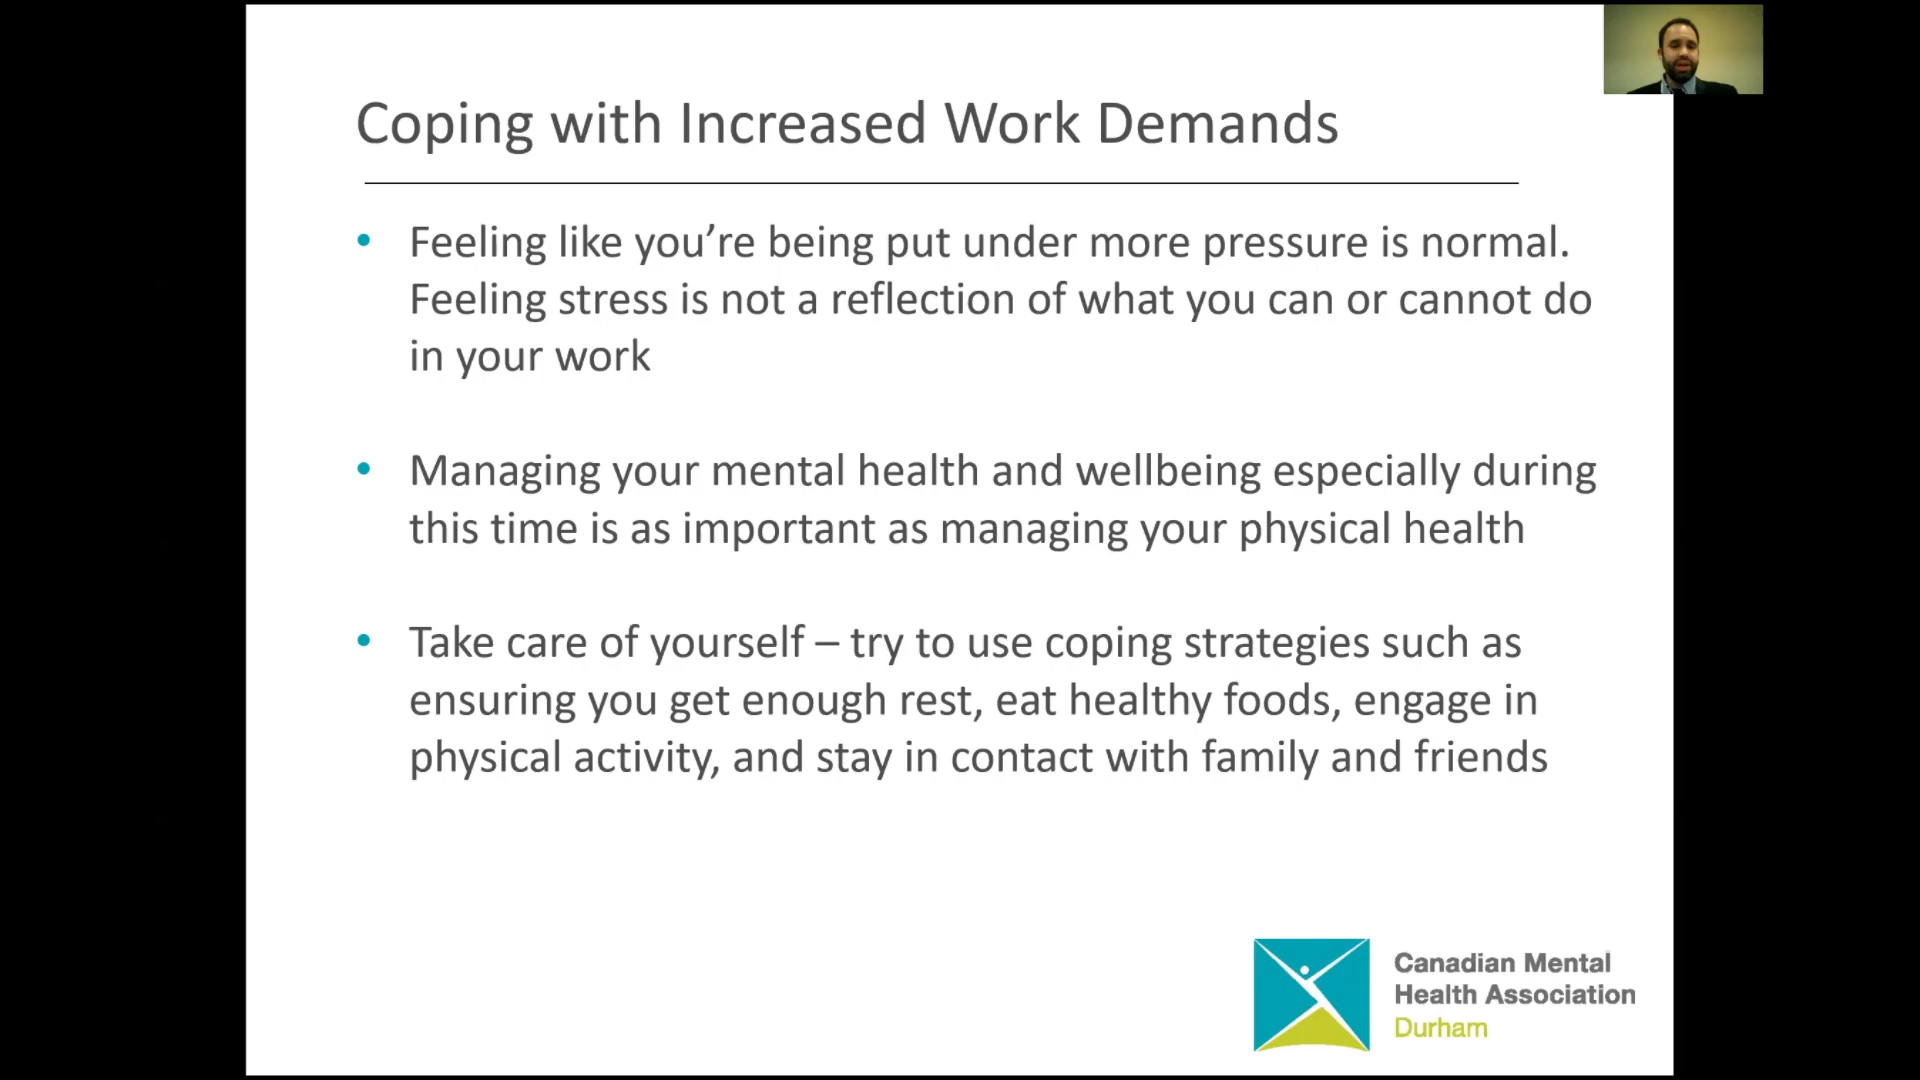 Coping with Increased Work Demands
• Feeling like you’re being put under more pressure is normal.
Feeling stress is not a reflection of what you can or cannot do
in your work
• Managing your mental health and wellbeing especially during
this time is as important as managing your physical health
• Take care of yourself – try to use coping strategies such as
ensuring you get enough rest, eat healthy foods, engage in
physical activity, and stay in contact with family and friends
Canadian Mental
Health Association
Durham